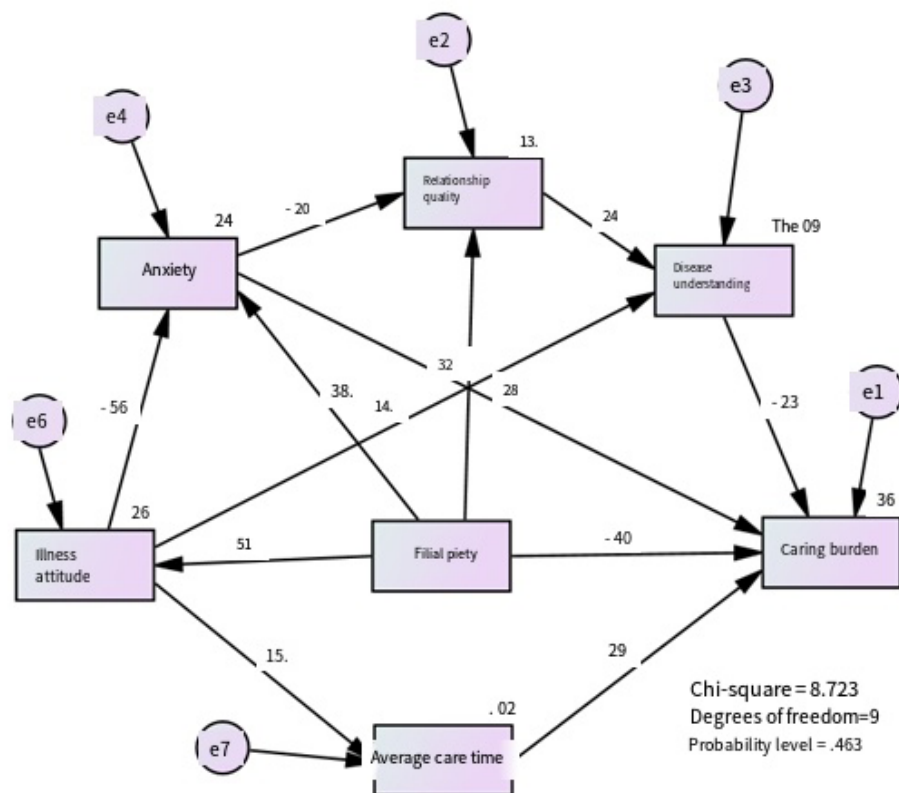 e2
e3
e4
13.
Relationship
quality
- 20
24
24
The 09
Anxiety
Disease
understanding
32
28
38.
14.
- 56
- 23
e1
e6
26
36
51
- 40
Illness
attitude
Filial piety
Caring burden
15.
29
. 02
Chi-square = 8.723
Degrees of freedom=9
Probability level = .463
e7
Average care time